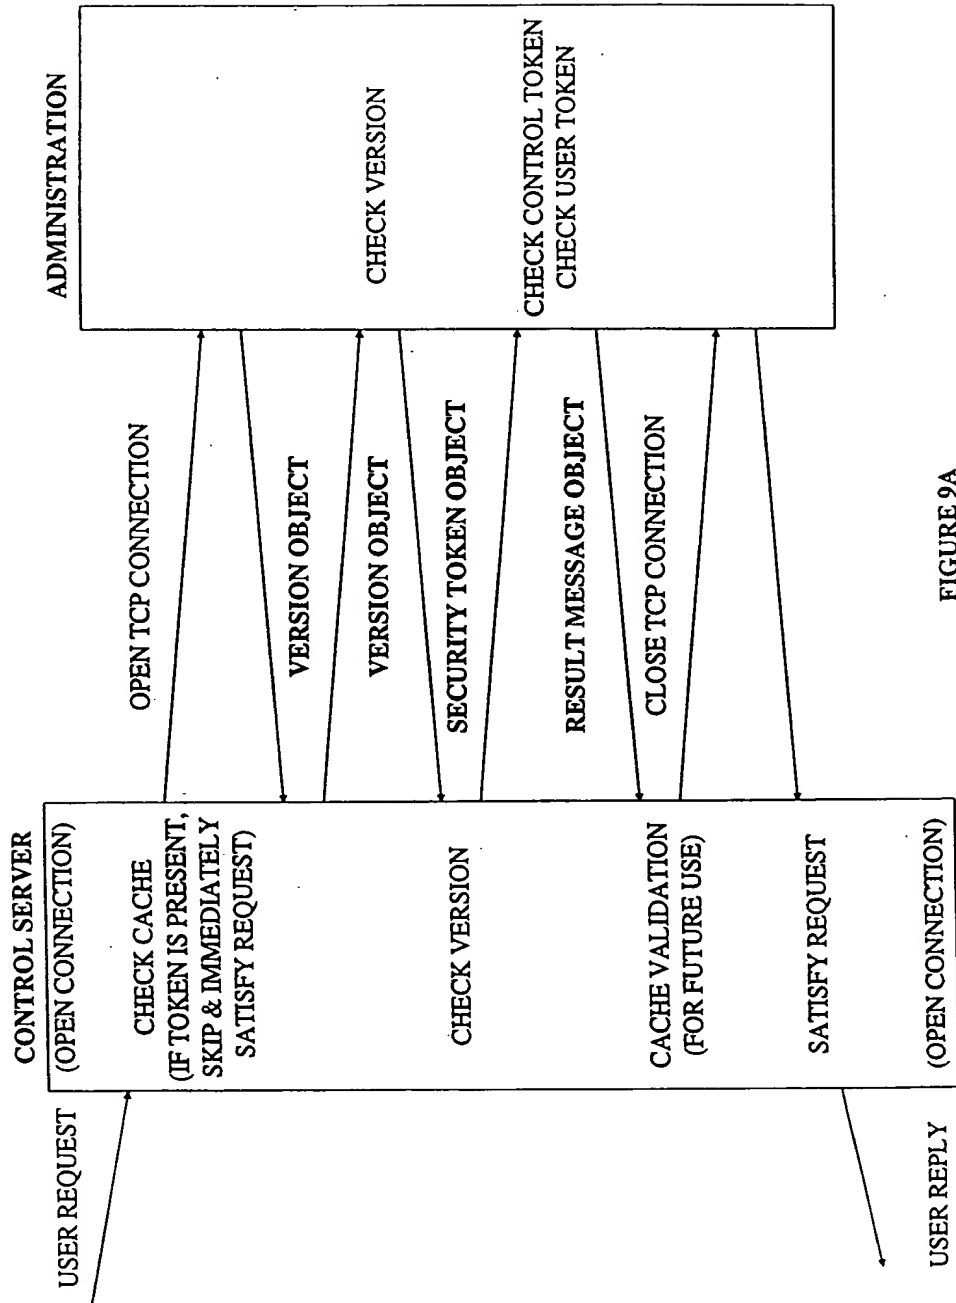 USER REQUEST
CONTROL SERVER
(OPEN CONNECTION)
CHECK CACHE
(IF TOKEN IS PRESENT,
SKIP & IMMEDIATELY
SATISFY REQUEST)
CHECK VERSION
CACHE VALIDATION
(FOR FUTURE USE)
SATISFY REQUEST
(OPEN CONNECTION)
USER REPLY
OPEN TCP CONNECTION
VERSION OBJECT
VERSION OBJECT
SECURITY TOKEN OBJECT
RESULT MESSAGE OBJECT
CLOSE TCP CONNECTION
ADMINISTRATION
CHECK VERSION
CHECK CONTROL TOKEN
CHECK USER TOKEN
FIGURE 9A